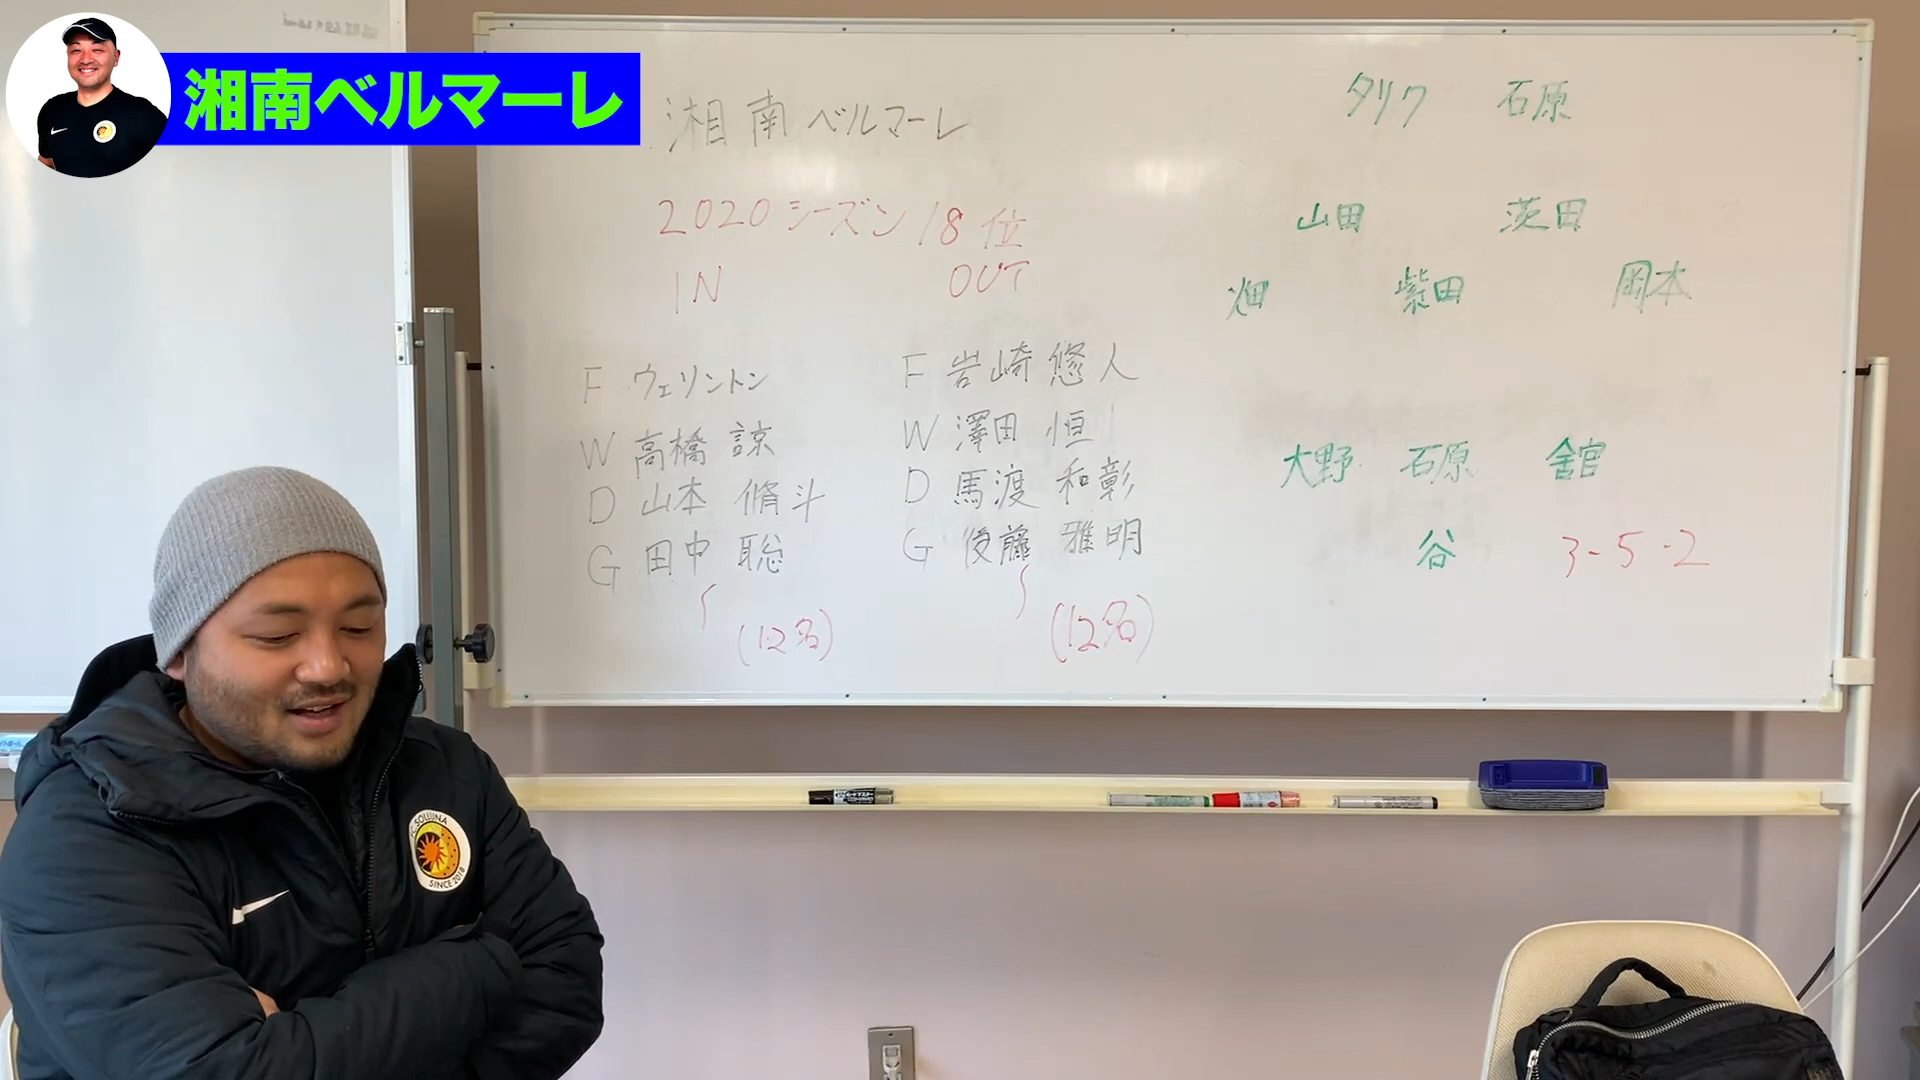 湘南ベルマーレ
湘南ベルマーレ
2020シーズン18位
IN OUT
F ウェリントン
W 高橋 諒
D 山本 脩斗
G 田中 聡
(12名)
F 岩崎 悠人
W 澤田 恒
D 馬渡 和彰
G 後藤 雅明
(12名)
タリク 石原
山田 茨田
畑 柴田 岡本
大野 石原 舘
谷 3-5-2
FC SOLLUNA
SINCE 2018